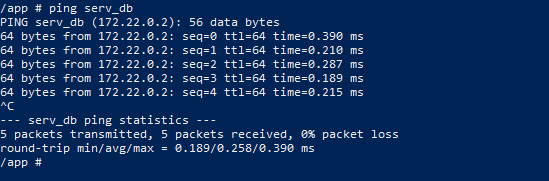 /app # ping serv_db
PING serv_db (172.22.0.2): 56 data bytes
64 bytes from 172.22.0.2: seq=0 ttl=64 time=0.390 ms
64 bytes from 172.22.0.2: seq=1 ttl=64 time=0.210 ms
64 bytes from 172.22.0.2: seq=2 ttl=64 time=0.287 ms
64 bytes from 172.22.0.2: seq=3 ttl=64 time=0.189 ms
64 bytes from 172.22.0.2: seq=4 ttl=64 time=0.215 ms
^C
--- serv_db ping statistics ---
5 packets transmitted, 5 packets received, 0% packet loss
round-trip min/avg/max = 0.189/0.258/0.390 ms
/app #